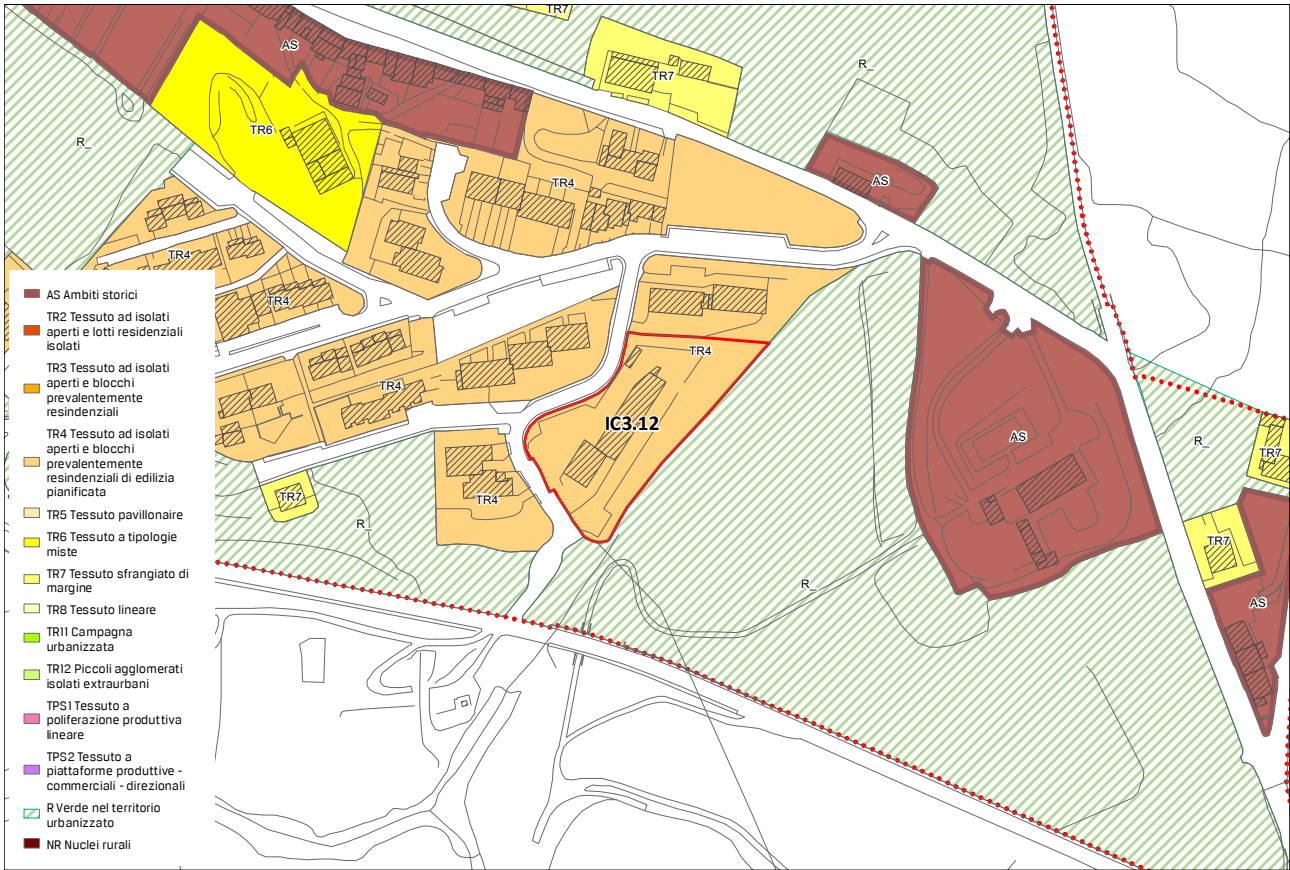 TR7
AS
TR7
R_
TR6
R_
TR4
AS
TR4
TR4
TR4
TR4
IC3.12
AS
R_
TR7
TR7
TR4
R_
TR7
R_
AS
AS Ambiti storici
TR2 Tessuto ad isolati
aperti e lotti residenziali
isolati
TR3 Tessuto ad isolati
aperti e blocchi
prevalentemente
resindenziali
TR4 Tessuto ad isolati
aperti e blocchi
prevalentemente
resindenziali di edilizia
pianificata
TR5 Tessuto pavillonaire
TR6 Tessuto a tipologie
miste
TR7 Tessuto sfrangiato di
margine
TR8 Tessuto lineare
TR11 Campagna
urbanizzata
TR12 Piccoli agglomerati
isolati extraurbani
TPS1 Tessuto a
poliferazione produttiva
lineare
TPS2 Tessuto a
piattaforme produttive -
commerciali - direzionali
R Verde nel territorio
urbanizzato
NR Nuclei rurali